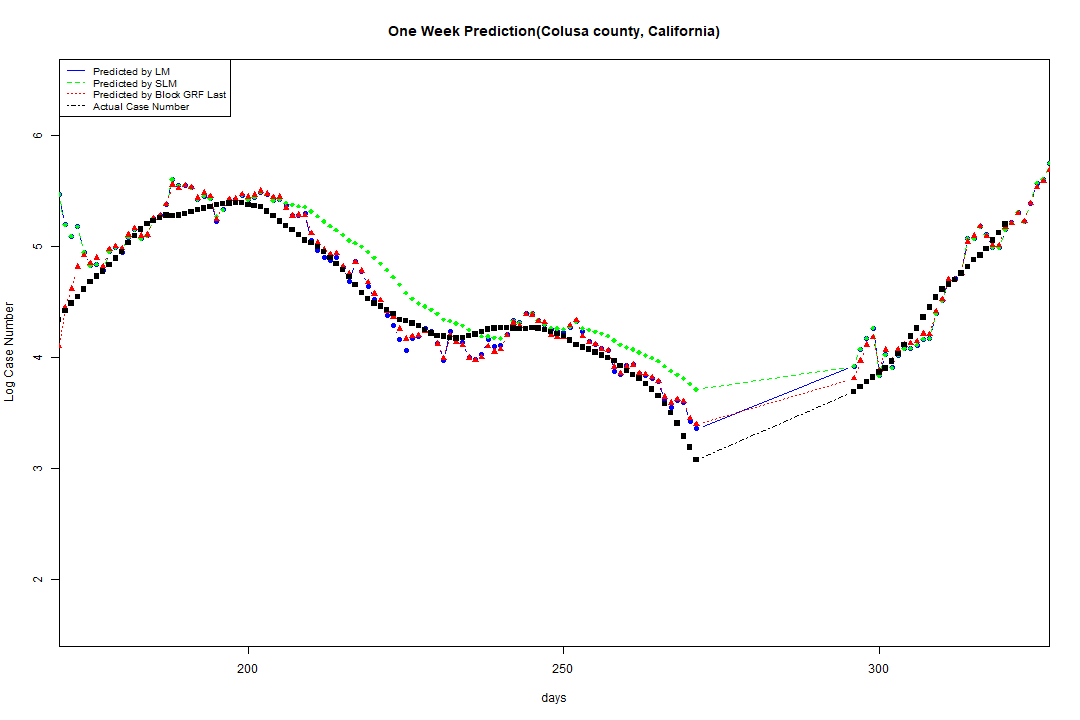 One Week Prediction(Colusa county, California)
Predicted by LM
Predicted by SLM
Predicted by Block GRF Last
Actual Case Number
6
5
4
3
2
Log Case Number
200
250
300
days